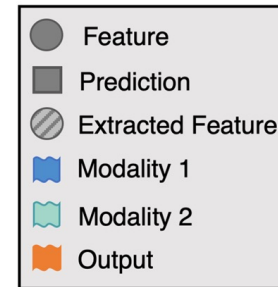 Feature
Prediction
Extracted Feature
Modality 1
Modality 2
Output